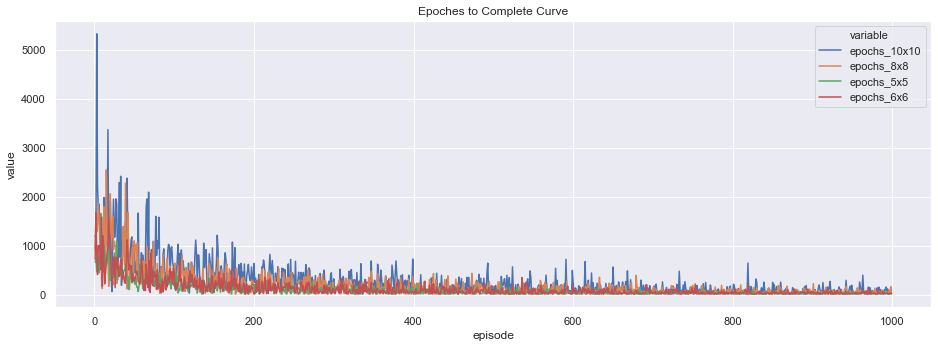 Epoches to Complete Curve
variable
epochs_10x10
epochs_8x8
epochs_5x5
epochs_6x6
value
5000
4000
3000
2000
1000
0
0 200 400 600 800 1000
episode